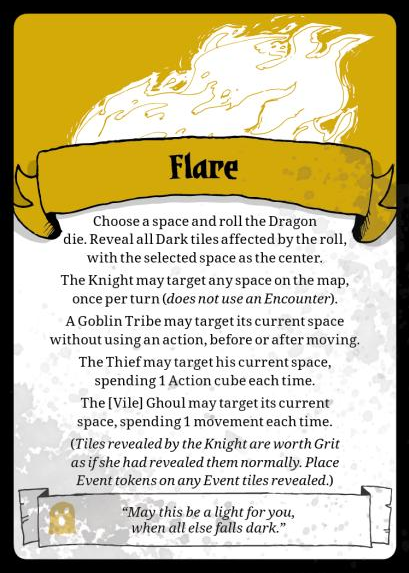 Flare
Choose a space and roll the Dragon
die. Reveal all Dark tiles affected by the roll,
with the selected space as the center.
The Knight may target any space on the map,
once per turn (does not use an Encounter).
A Goblin Tribe may target its current space
without using an action, before or after moving.
The Thief may target his current space,
spending 1 Action cube each time.
The [Vile] Ghoul may target its current
space, spending 1 movement each time.
(Tiles revealed by the Knight are worth Grit
as if she had revealed them normally. Place
Event tokens on any Event tiles revealed.)
“May this be a light for you,
when all else falls dark.”